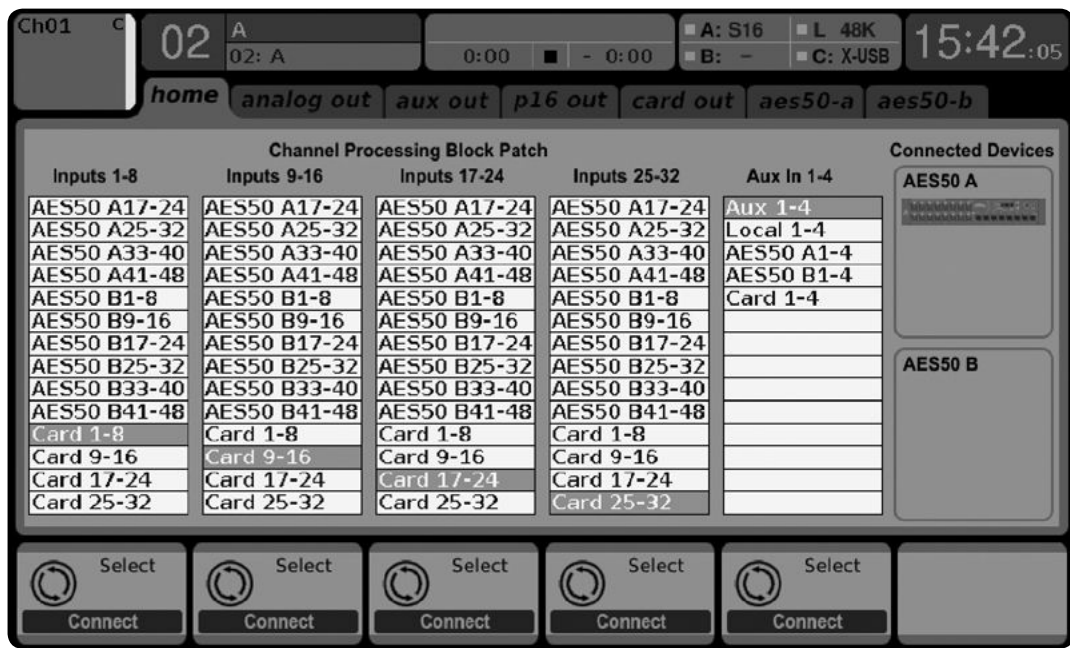 Ch01 C
02
A
02: A
0:00 - 0:00
A: S16 L 48K
B: - C: X-USB
15:42:05
home analog out aux out p16 out card out aes50-a aes50-b
Channel Processing Block Patch
Connected Devices
Inputs 1-8 Inputs 9-16 Inputs 17-24 Inputs 25-32 Aux In 1-4
AES50 A
AES50 A17-24 AES50 A17-24 AES50 A17-24 AES50 A17-24 Aux 1-4
AES50 A25-32 AES50 A25-32 AES50 A25-32 AES50 A25-32 Local 1-4
AES50 A33-40 AES50 A33-40 AES50 A33-40 AES50 A33-40 AES50 A1-4
AES50 A41-48 AES50 A41-48 AES50 A41-48 AES50 A41-48 AES50 B1-4
AES50 B1-8 AES50 B1-8 AES50 B1-8 AES50 B1-8 Card 1-4
AES50 B9-16 AES50 B9-16 AES50 B9-16 AES50 B9-16
AES50 B17-24 AES50 B17-24 AES50 B17-24 AES50 B17-24
AES50 B25-32 AES50 B25-32 AES50 B25-32 AES50 B25-32
AES50 B
AES50 B33-40 AES50 B33-40 AES50 B33-40 AES50 B33-40
AES50 B41-48 AES50 B41-48 AES50 B41-48 AES50 B41-48
Card 1-8 Card 1-8 Card 1-8 Card 1-8
Card 9-16 Card 9-16 Card 9-16 Card 9-16
Card 17-24 Card 17-24 Card 17-24 Card 17-24
Card 25-32 Card 25-32 Card 25-32 Card 25-32
Select Select Select Select Select
Connect Connect Connect Connect Connect